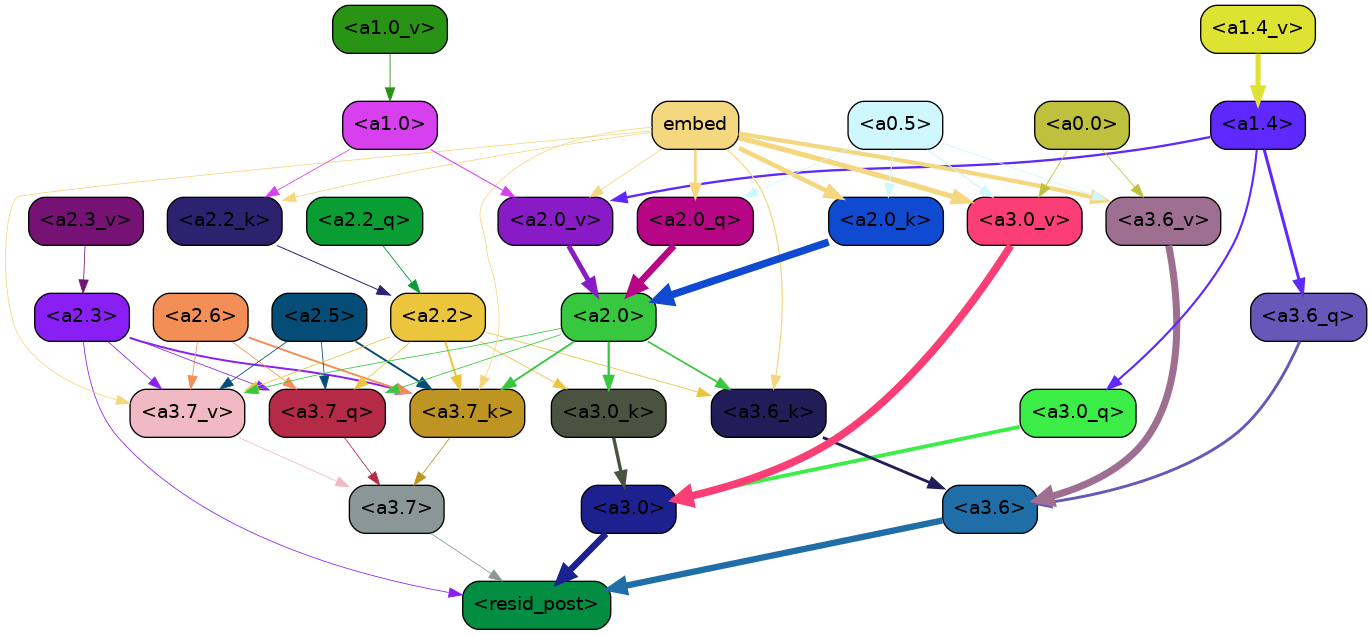 <a1.0_v> <a1.4_v>
<a1.0> embed <a0.5> <a0.0> <a1.4>
<a2.3_v> <a2.2_k> <a2.2_q> <a2.0_v> <a2.0_q> <a2.0_k> <a3.0_v> <a3.6_v>
<a2.3> <a2.6> <a2.5> <a2.2> <a2.0> <a3.6_q>
<a3.7_v> <a3.7_q> <a3.7_k> <a3.0_k> <a3.6_k> <a3.0_q>
<a3.7> <a3.0> <a3.6>
<resid_post>